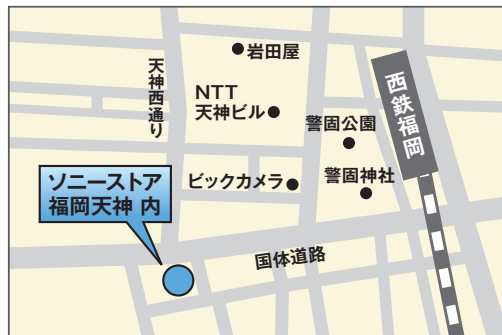 岩田屋
天神西通り
NTT
天神ビル
西鉄福岡
警固公園
ビックカメラ
警固神社
ソニーストア
福岡天神 内
国体道路